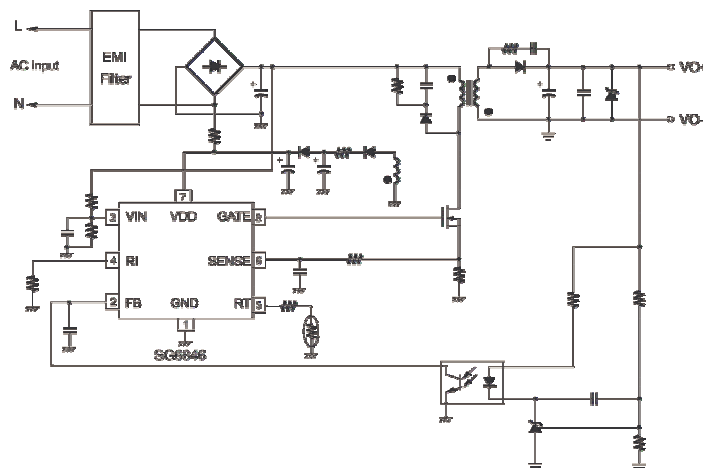 L
AC Input
N
EMI
Filter
VO+
VO-
7
3
VIN
VDD
GATE
8
4
RI
SENSE
6
2
FB
GND
RT
5
1
SG6846